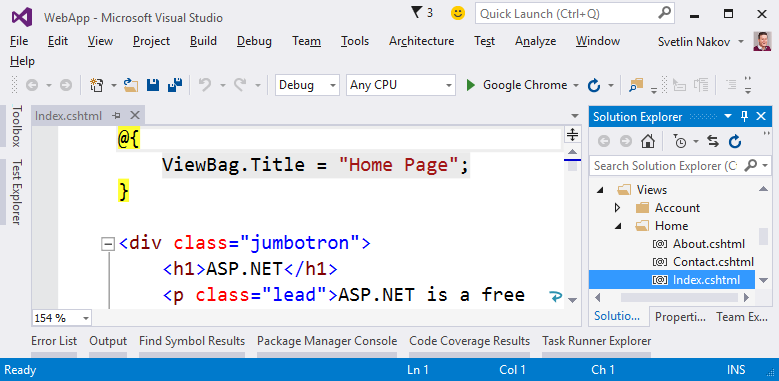 WebApp - Microsoft Visual Studio
3
Quick Launch (Ctrl+Q)
File Edit View Project Build Debug Team Tools Architecture Test Analyze Window
Svetlin Nakov
Help
Debug
Any CPU
Google Chrome
Toolbox
Test Explorer
Index.cshtml
@{
ViewBag.Title = "Home Page";
}
<div class="jumbotron">
<h1>ASP.NET</h1>
<p class="lead">ASP.NET is a free
154 %
Solution Explorer
Search Solution Explorer (C
Views
Account
Home
[@] About.cshtml
[@] Contact.cshtml
[@] Index.cshtml
Solutio... Properti... Team Ex...
Error List Output Find Symbol Results Package Manager Console Code Coverage Results Task Runner Explorer
Ready Ln 1 Col 1 Ch 1 INS